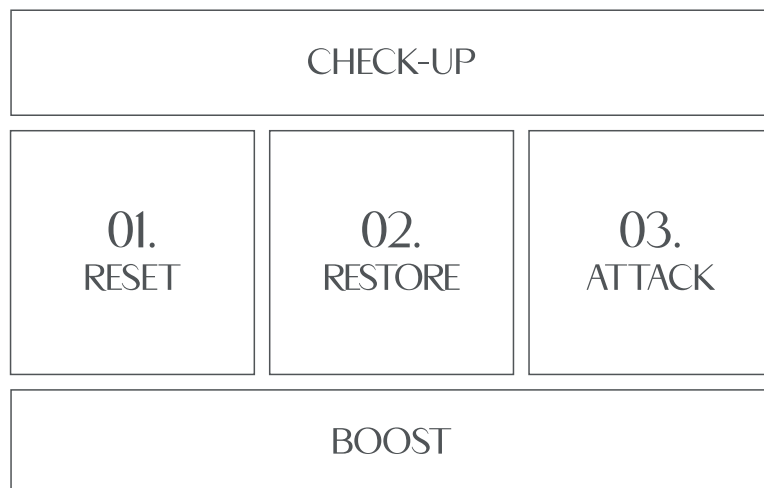 CHECK-UP
01.
RESET
02.
RESTORE
03.
ATTACK
BOOST